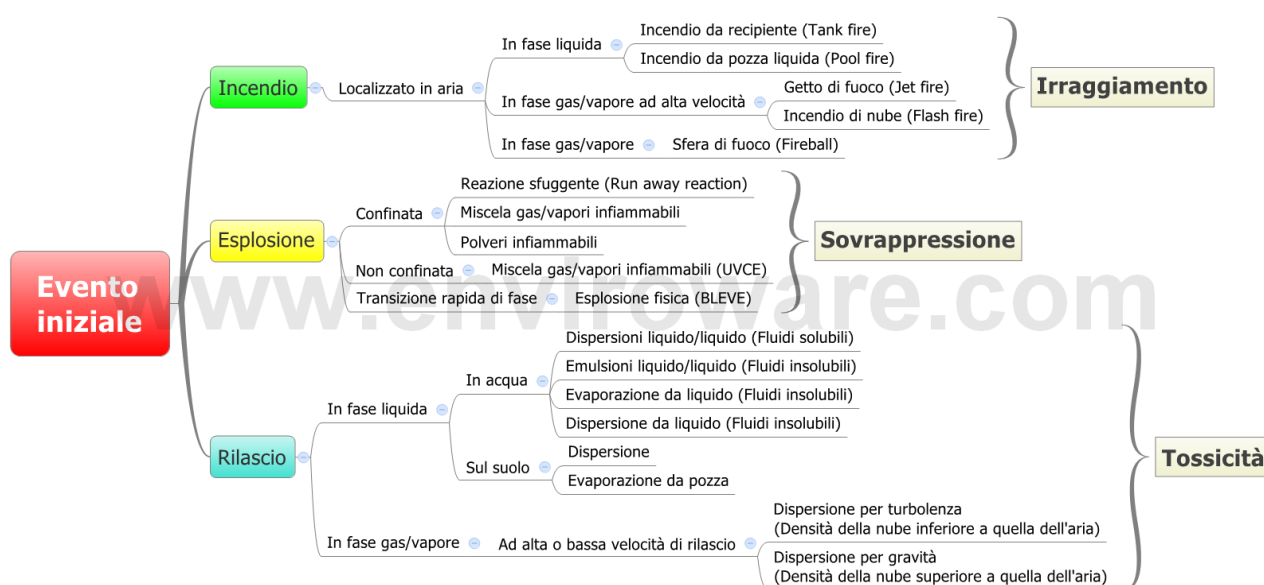 Evento
iniziale
Incendio
Localizzato in aria
In fase liquida
Incendio da recipiente (Tank fire)
Incendio da pozza liquida (Pool fire)
In fase gas/vapore ad alta velocità
Getto di fuoco (Jet fire)
Incendio di nube (Flash fire)
In fase gas/vapore
Sfera di fuoco (Fireball)
Irraggiamento
Esplosione
Confinata
Reazione sfuggente (Run away reaction)
Miscela gas/vapori infiammabili
Polveri infiammabili
Non confinata
Miscela gas/vapori infiammabili (UVCE)
Transizione rapida di fase
Esplosione fisica (BLEVE)
Sovrappressione
www.enviroware.com
Rilascio
In fase liquida
In acqua
Dispersioni liquido/liquido (Fluidi solubili)
Emulsioni liquido/liquido (Fluidi insolubili)
Evaporazione da liquido (Fluidi insolubili)
Dispersione da liquido (Fluidi insolubili)
Sul suolo
Dispersione
Evaporazione da pozza
In fase gas/vapore
Ad alta o bassa velocità di rilascio
Dispersione per turbolenza
(Densità della nube inferiore a quella dell'aria)
Dispersione per gravità
(Densità della nube superiore a quella dell'aria)
Tossicità